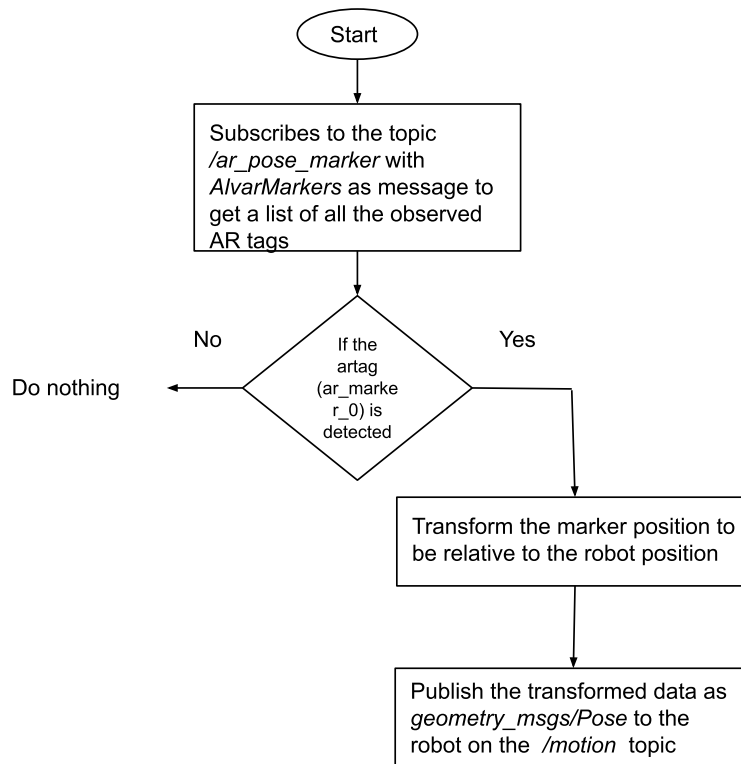 Start
Subscribes to the topic
/ar_pose_marker with
AlvarMarkers as message to
get a list of all the observed
AR tags
No
Yes
If the
artag
(ar_marke
r_0) is
detected
Do nothing
Transform the marker position to
be relative to the robot position
Publish the transformed data as
geometry_msgs/Pose to the
robot on the /motion topic